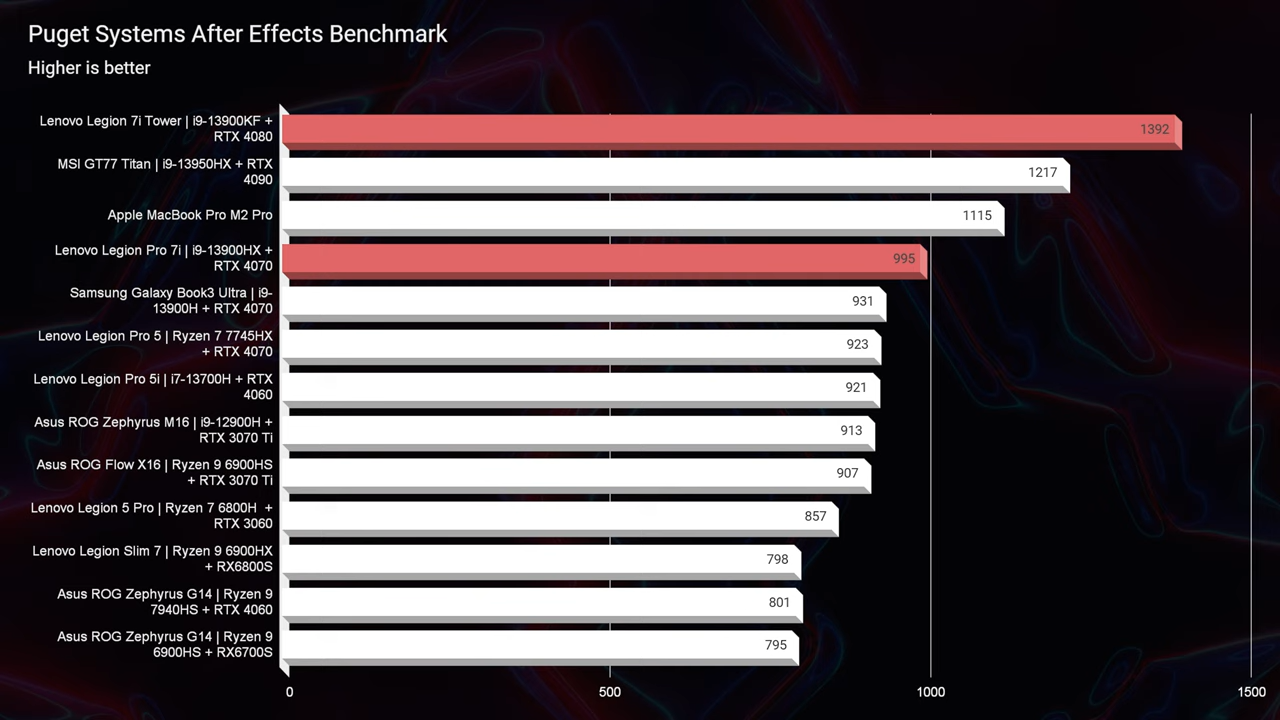 Puget Systems After Effects Benchmark
Higher is better
Lenovo Legion 7i Tower | i9-13900KF +
RTX 4080
1392
MSI GT77 Titan | i9-13950HX + RTX
4090
1217
Apple MacBook Pro M2 Pro
1115
Lenovo Legion Pro 7i | i9-13900HX +
RTX 4070
995
Samsung Galaxy Book3 Ultra | i9-
13900H + RTX 4070
931
Lenovo Legion Pro 5 | Ryzen 7 7745HX
+ RTX 4070
923
Lenovo Legion Pro 5i | i7-13700H + RTX
4060
921
Asus ROG Zephyrus M16 | i9-12900H +
RTX 3070 Ti
913
Asus ROG Flow X16 | Ryzen 9 6900HS
+ RTX 3070 Ti
907
Lenovo Legion 5 Pro | Ryzen 7 6800H +
RTX 3060
857
Lenovo Legion Slim 7 | Ryzen 9 6900HX
+ RX6800S
798
Asus ROG Zephyrus G14 | Ryzen 9
7940HS + RTX 4060
801
Asus ROG Zephyrus G14 | Ryzen 9
6900HS + RX6700S
795
0 500 1000 1500